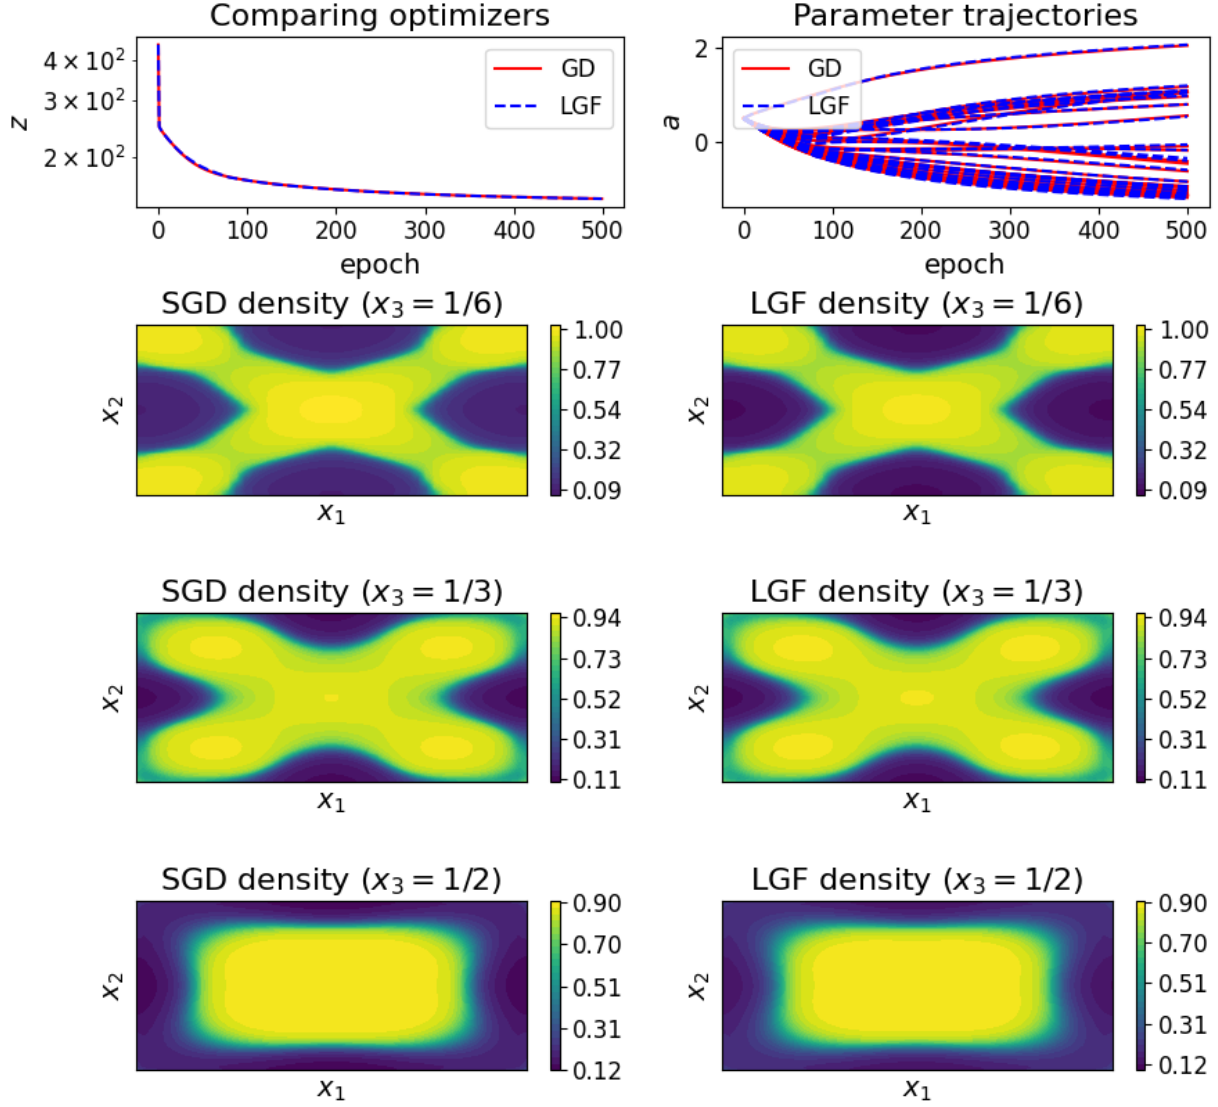 Comparing optimizers
Parameter trajectories
4 × 10²
3 × 10²
2 × 10²
z
GD
LGF
0 100 200 300 400 500
epoch
2
0
a
GD
LGF
0 100 200 300 400 500
epoch
SGD density (x₃ = 1/6)
x₂
x₁
1.00
0.77
0.54
0.32
0.09
LGF density (x₃ = 1/6)
x₂
x₁
1.00
0.77
0.54
0.32
0.09
SGD density (x₃ = 1/3)
x₂
x₁
0.94
0.73
0.52
0.31
0.11
LGF density (x₃ = 1/3)
x₂
x₁
0.94
0.73
0.52
0.31
0.11
SGD density (x₃ = 1/2)
x₂
x₁
0.90
0.70
0.51
0.31
0.12
LGF density (x₃ = 1/2)
x₂
x₁
0.90
0.70
0.51
0.31
0.12